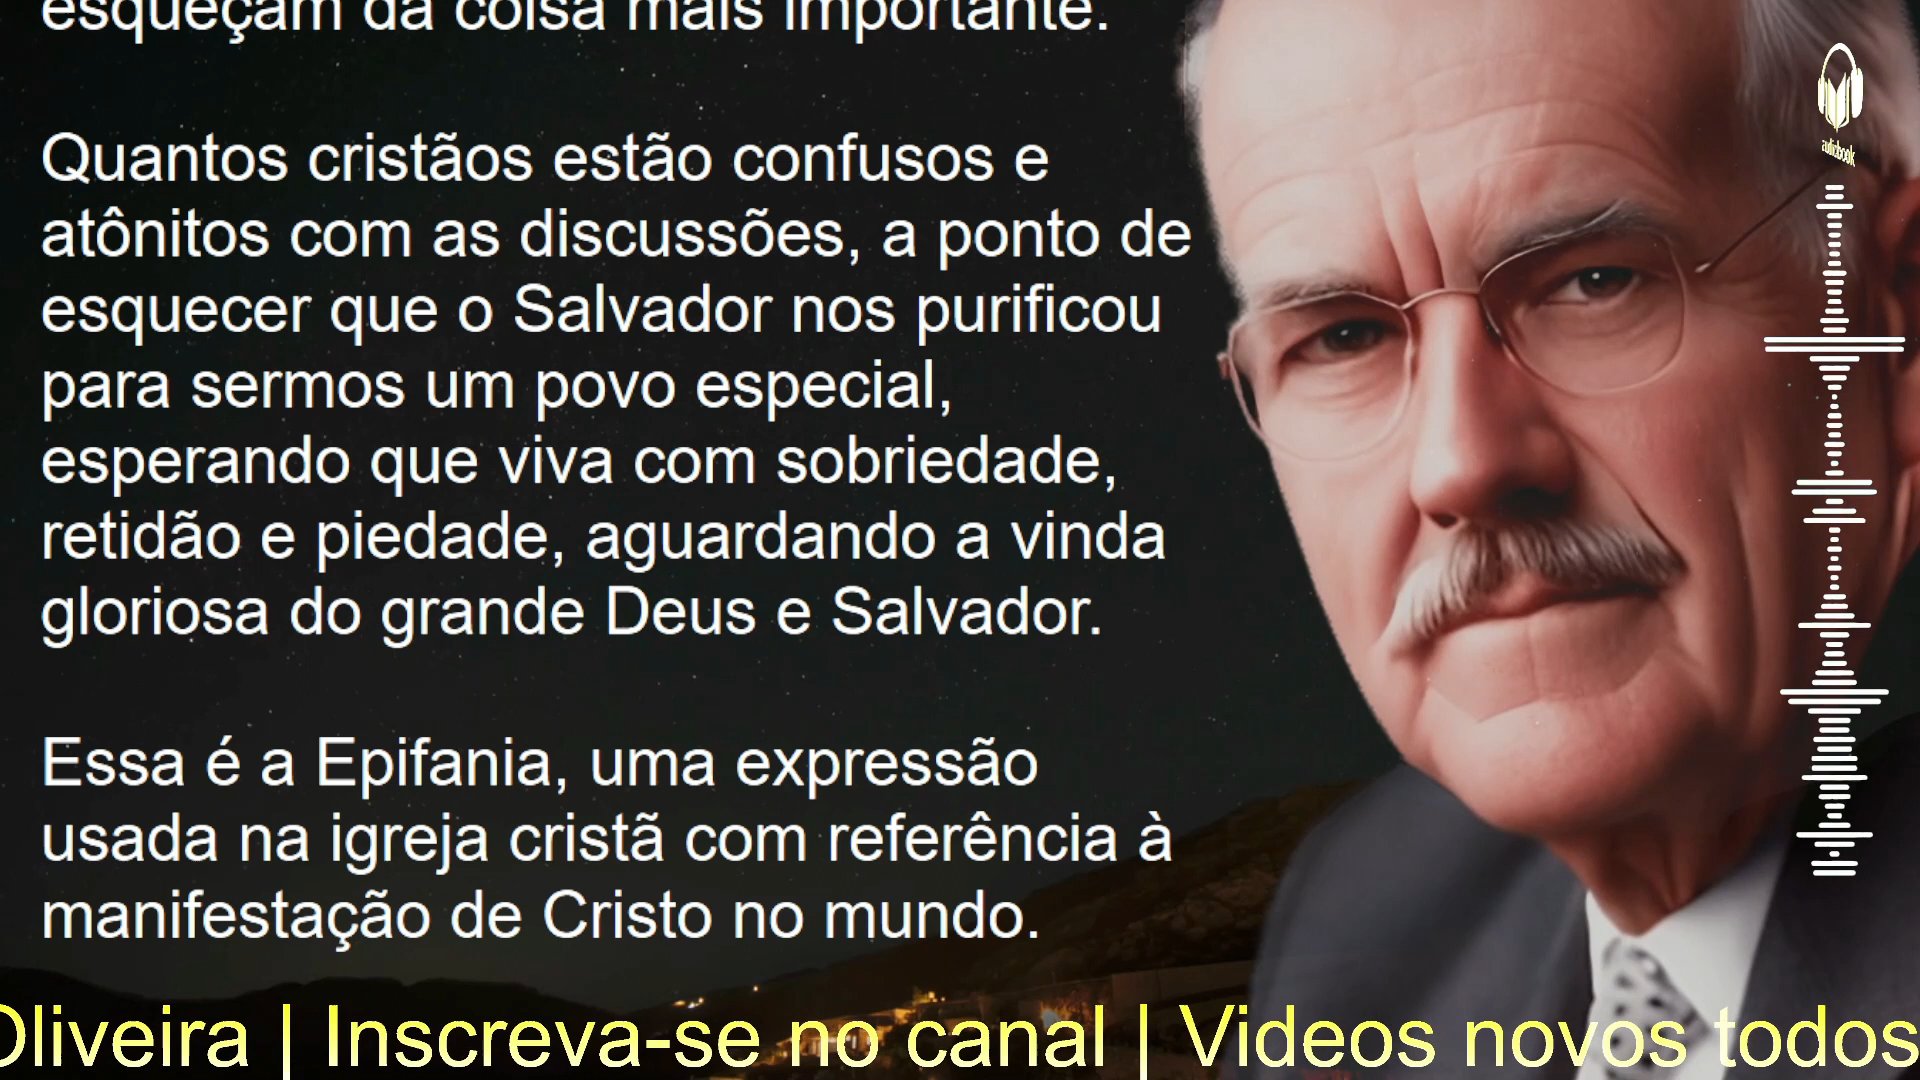 esqueçam da coisa mais importante.
Quantos cristãos estão confusos e
atônitos com as discussões, a ponto de
esquecer que o Salvador nos purificou
para sermos um povo especial,
esperando que viva com sobriedade,
retidão e piedade, aguardando a vinda
gloriosa do grande Deus e Salvador.
Essa é a Epifania, uma expressão
usada na igreja cristã com referência à
manifestação de Cristo no mundo.
audiobook
Oliveira | Inscreva-se no canal | Videos novos todos